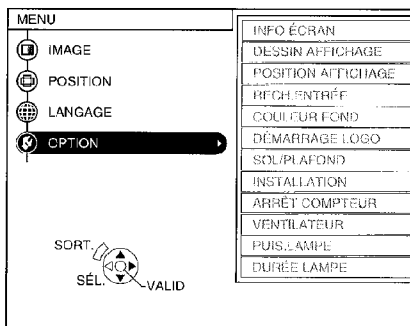 MENU
IMAGE
POSITION
LANGAGE
OPTION
INFO ÉCRAN
DESSIN AFFICHAGE
POSITION AFFICHAGE
RECH.ENTRÉE
COULEUR FOND
DÉMARRAGE LOGO
SOL/PLAFOND
INSTALLATION
ARRÊT COMPTEUR
VENTILATEUR
PUIS.LAMPE
DURÉE LAMPE
SORT.
SÉL.
VALID